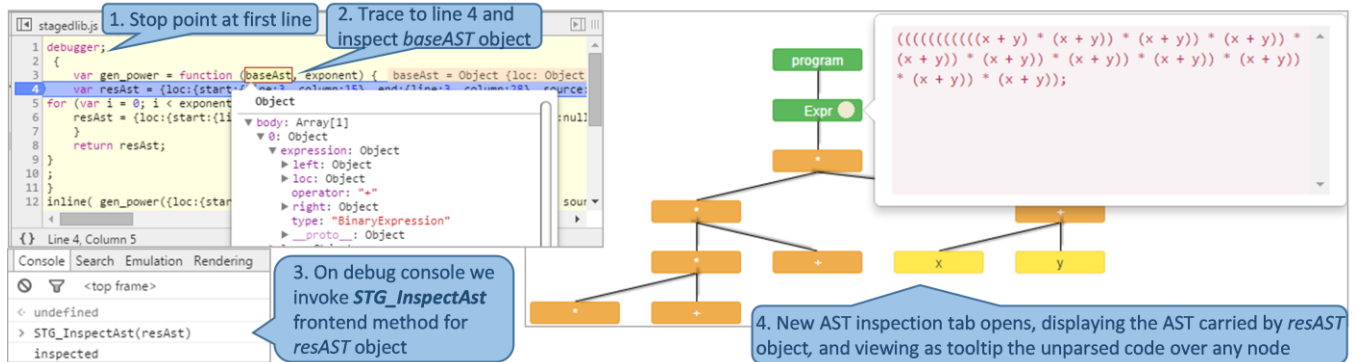 stagedlib.js
1. Stop point at first line
2. Trace to line 4 and
inspect baseAST object
1 debugger;
2 {
3 var gen_power = function (baseAst, exponent) { baseAst = Object {loc: Object
4 var resAst = {loc:{start:{line:3, column:15}, end:{line:3, column:28}, source:
5 for (var i = 0; i < exponent
6 resAst = {loc:{start:{li
:null
7 }
8 return resAst;
9 }
10 ;
11 }
12 inline( gen_power({loc:{star
sour
Object
▼ body: Array[1]
▼ 0: Object
▼ expression: Object
▶ left: Object
▶ loc: Object
operator: "+"
▶ right: Object
type: "BinaryExpression"
▶ __proto__: Object
{} Line 4, Column 5
Console Search Emulation Rendering
<top frame>
undefined
> STG_InspectAst(resAst)
inspected
3. On debug console we
invoke STG_InspectAst
frontend method for
resAST object
program
Expr
*
*
+
*
+
x
y
*
+
(((((((((((x + y) * (x + y)) * (x + y)) * (x + y)) *
(x + y)) * (x + y)) * (x + y)) * (x + y)) * (x + y))
* (x + y)) * (x + y));
4. New AST inspection tab opens, displaying the AST carried by resAST
object, and viewing as tooltip the unparsed code over any node